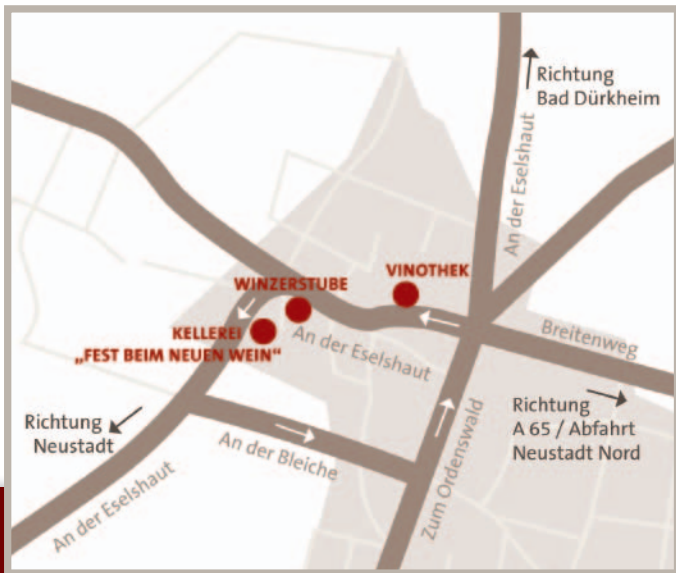 Richtung
Bad Dürkheim
An der Eselshaut
VINOTHEK
WINZERSTUBE
KELLEREI
„FEST BEIM NEUEN WEIN“
An der Eselshaut
Breitenweg
Richtung
A 65 / Abfahrt
Neustadt Nord
Richtung
Neustadt
An der Bleiche
Zum Ordenswald
An der Eselshaut